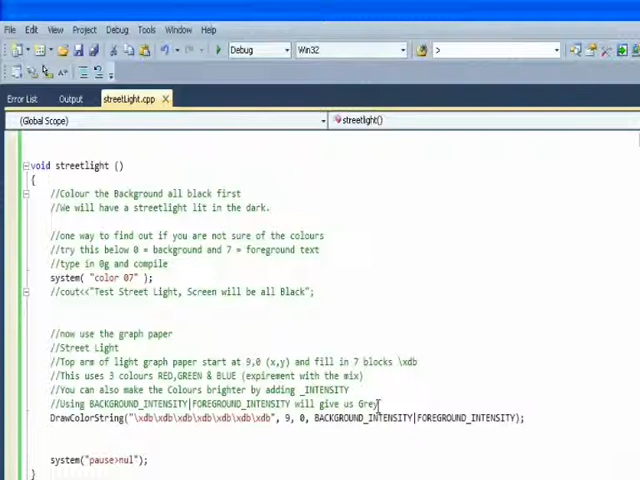 File Edit View Project Debug Tools Window Help
Debug Win32 >
Error List Output streetLight.cpp
(Global Scope) streetlight()
void streetlight ()
{
//Colour the Background all black first
//We will have a streetlight lit in the dark.
//one way to find out if you are not sure of the colours
//try this below 0 = background and 7 = foreground text
//type in 0g and compile
system( "color 07" );
//cout<<"Test Street Light, Screen will be all Black";
//now use the graph paper
//Street Light
//Top arm of light graph paper start at 9,0 (x,y) and fill in 7 blocks \xdb
//This uses 3 colours RED,GREEN & BLUE (expirement with the mix)
//You can also make the Colours brighter by adding _INTENSITY
//Using BACKGROUND_INTENSITY|FOREGROUND_INTENSITY will give us Grey
DrawColorString("\xdb\xdb\xdb\xdb\xdb\xdb\xdb", 9, 0, BACKGROUND_INTENSITY|FOREGROUND_INTENSITY);
system("pause>nul");
}